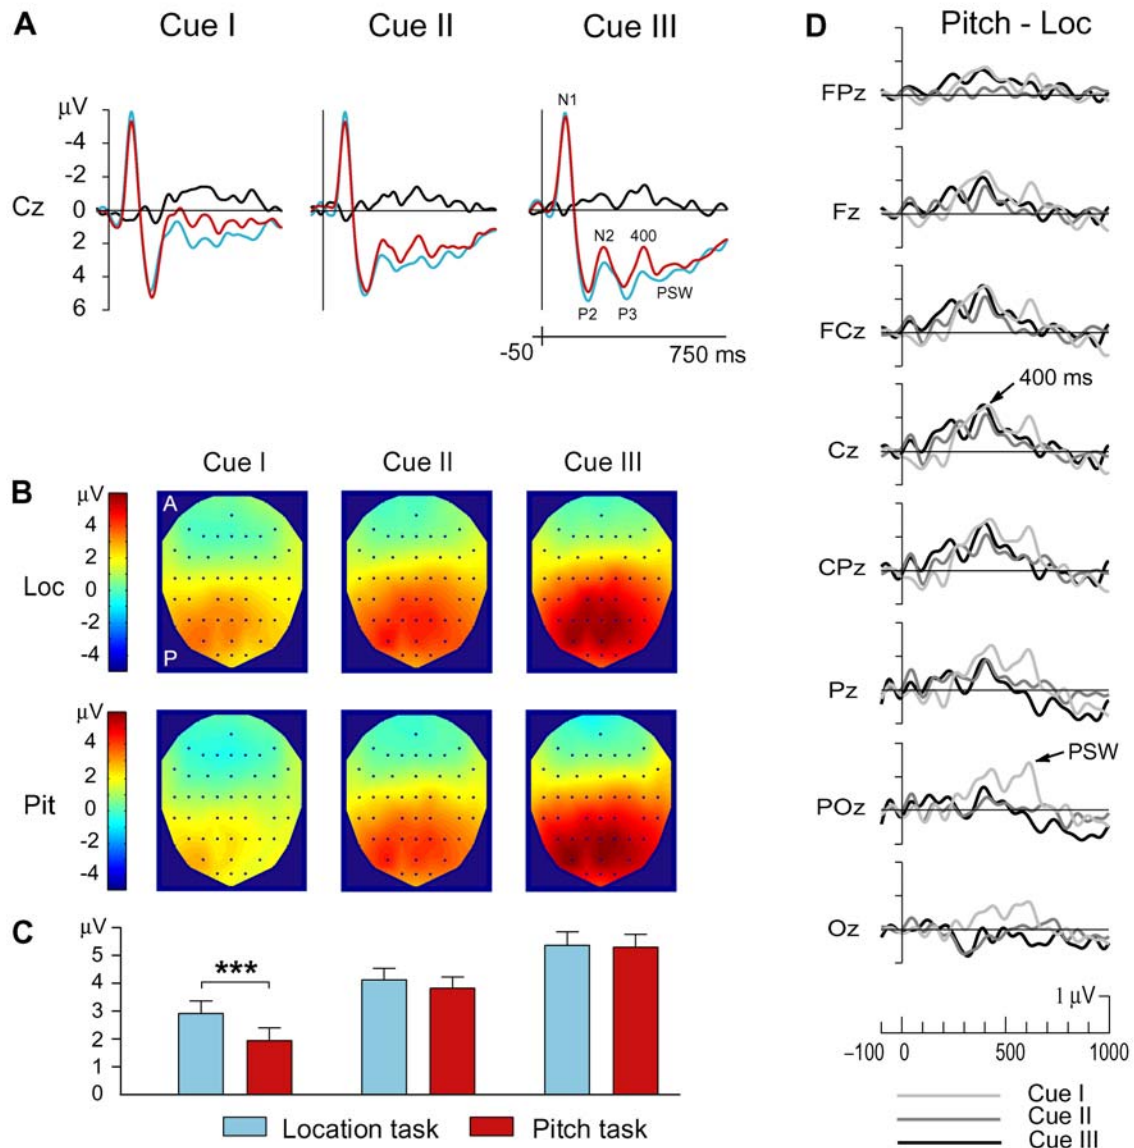 A
Cue I
Cue II
Cue III
µV
-4
-2
0
2
4
6
Cz
N1
N2
400
P2
P3
PSW
-50
750 ms
B
Cue I
Cue II
Cue III
µV
4
2
0
-2
-4
Loc
A
P
µV
4
2
0
-2
-4
Pit
C
µV
5
4
3
2
1
0
***
Location task
Pitch task
D
Pitch - Loc
FPz
Fz
FCz
400 ms
Cz
CPz
Pz
PSW
POz
Oz
1 µV
–100
0
500
1000
Cue I
Cue II
Cue III